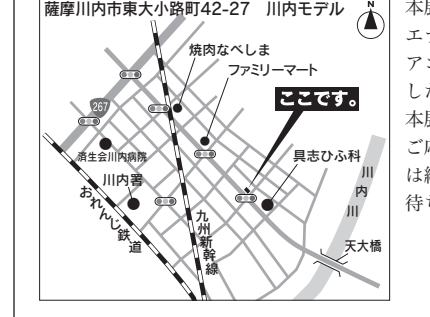 薩摩川内市東大小路町42-27 川内モデル
N
焼肉なべしま
ファミリーマート
267
ここです。
済生会川内病院
具志ひふ科
川内署
川内川
おれんじ鉄道
九州新幹線
天大橋
本
エ
アン
した
本
ご
は
待